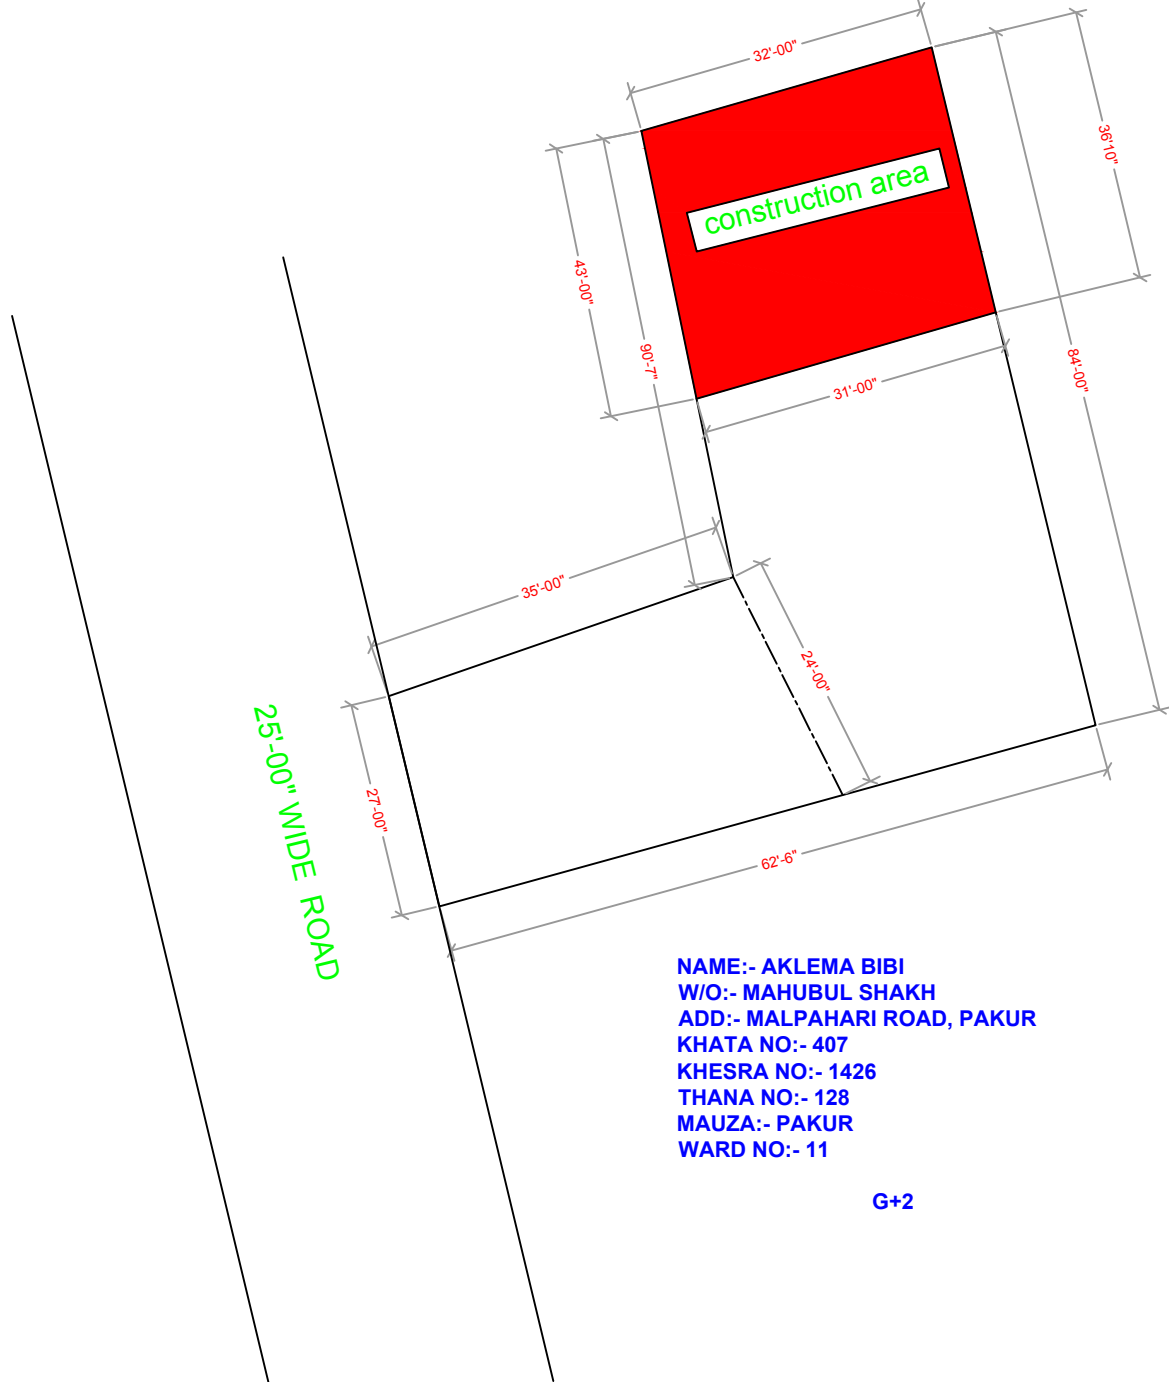 32'-00"
36'10"
construction area
43'-00"
90'-7"
84'-00"
31'-00"
35'-00"
24'-00"
25'-00" WIDE ROAD
27'-00"
62'-6"
NAME:- AKLEMA BIBI
W/O:- MAHUBUL SHAKH
ADD:- MALPAHARI ROAD, PAKUR
KHATA NO:- 407
KHESRA NO:- 1426
THANA NO:- 128
MAUZA:- PAKUR
WARD NO:- 11
G+2